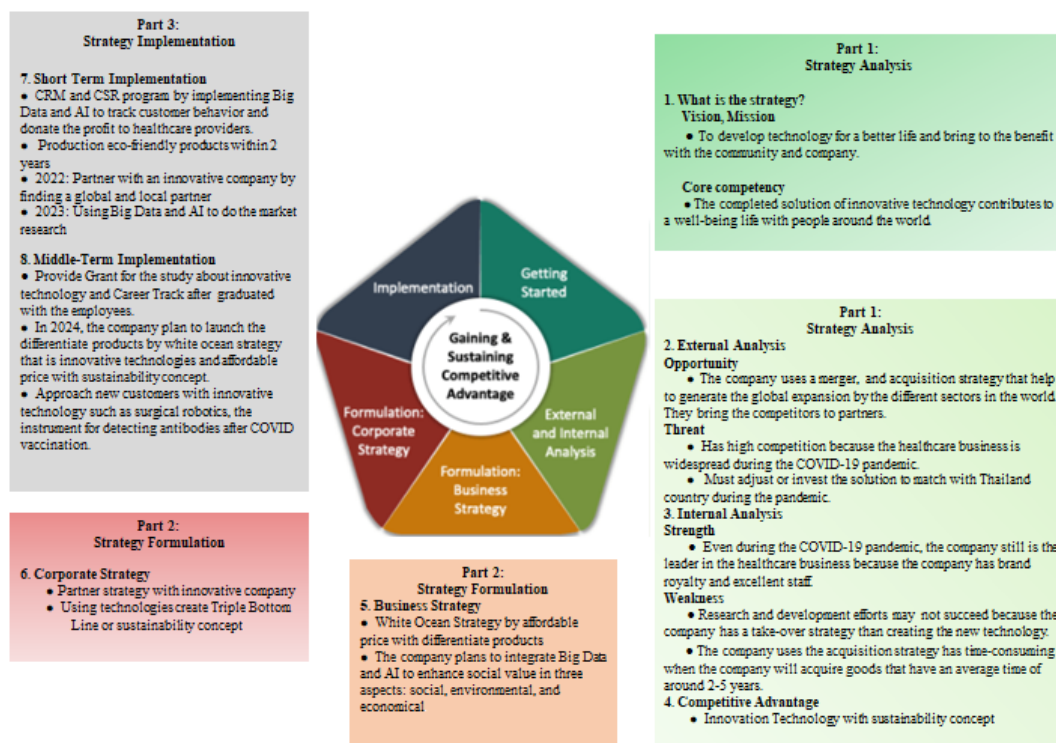 Part 3:
Strategy Implementation
7. Short Term Implementation
● CRM and CSR program by implementing Big
Data and AI to track customer behavior and
donate the profit to healthcare providers.
● Production eco-friendly products within 2
years
● 2022: Partner with an innovative company by
finding a global and local partner
● 2023: Using Big Data and AI to do the market
research
8. Middle-Term Implementation
● Provide Grant for the study about innovative
technology and Career Track after graduated
with the employees.
● In 2024, the company plan to launch the
differentiate products by white ocean strategy
that is innovative technologies and affordable
price with sustainability concept.
● Approach new customers with innovative
technology such as surgical robotics, the
instrument for detecting antibodies after COVID
vaccination.
Part 2:
Strategy Formulation
6. Corporate Strategy
● Partner strategy with innovative company
● Using technologies create Triple Bottom
Line or sustainability concept
Implementation
Getting
Started
Gaining &
Sustaining
Competitive
Advantage
Formulation:
Corporate
Strategy
External
and Internal
Analysis
Formulation:
Business
Strategy
Part 2:
Strategy Formulation
5. Business Strategy
● White Ocean Strategy by affordable
price with differentiate products
● The company plans to integrate Big Data
and AI to enhance social value in three
aspects: social, environmental, and
economical
Part 1:
Strategy Analysis
1. What is the strategy?
Vision, Mission
● To develop technology for a better life and bring to the benefit
with the community and company.
Core competency
● The completed solution of innovative technology contributes to
a well-being life with people around the world.
Part 1:
Strategy Analysis
2. External Analysis
Opportunity
● The company uses a merger, and acquisition strategy that help
to generate the global expansion by the different sectors in the world.
They bring the competitors to partners.
Threat
● Has high competition because the healthcare business is
widespread during the COVID-19 pandemic.
● Must adjust or invest the solution to match with Thailand
country during the pandemic.
3. Internal Analysis
Strength
● Even during the COVID-19 pandemic, the company still is the
leader in the healthcare business because the company has brand
royalty and excellent staff.
Weakness
● Research and development efforts may not succeed because the
company has a take-over strategy than creating the new technology.
● The company uses the acquisition strategy has time-consuming
when the company will acquire goods that have an average time of
around 2-5 years.
4. Competitive Advantage
● Innovation Technology with sustainability concept